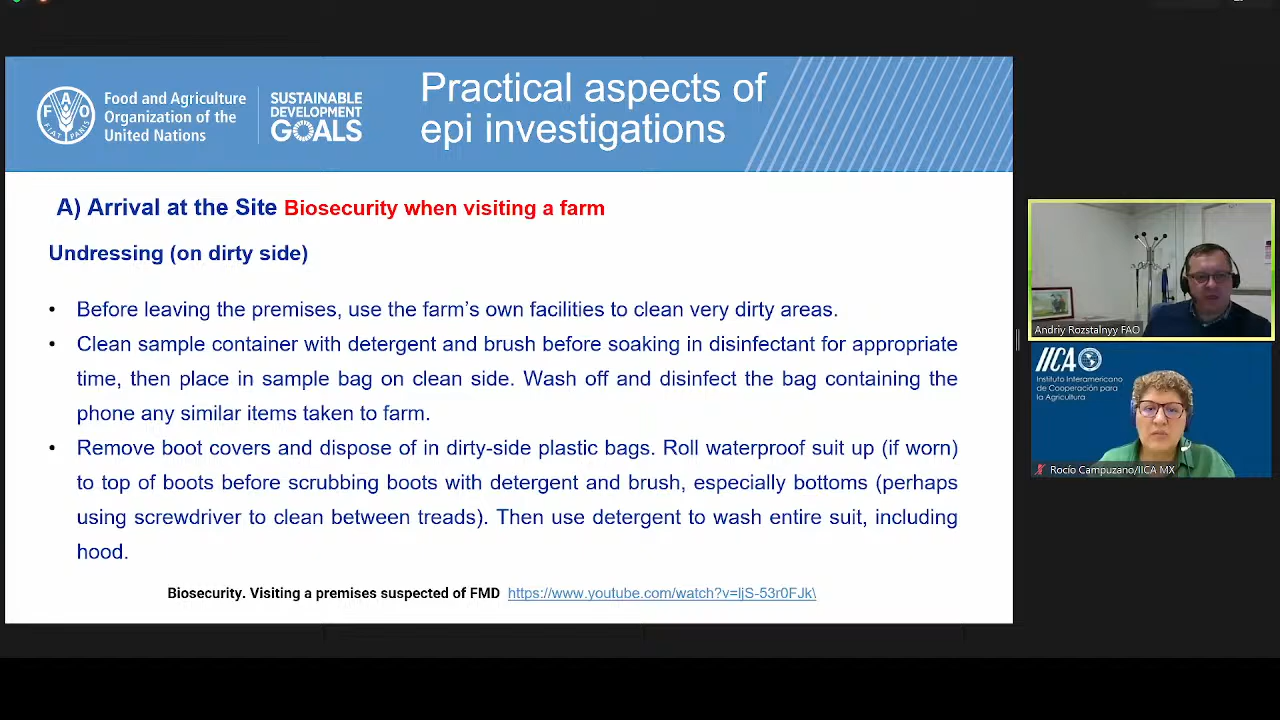 FAO
FIAT PANIS
Food and Agriculture
Organization of the
United Nations
SUSTAINABLE
DEVELOPMENT
GOALS
Practical aspects of
epi investigations
A) Arrival at the Site Biosecurity when visiting a farm
Undressing (on dirty side)
• Before leaving the premises, use the farm's own facilities to clean very dirty areas.
• Clean sample container with detergent and brush before soaking in disinfectant for appropriate
time, then place in sample bag on clean side. Wash off and disinfect the bag containing the
phone any similar items taken to farm.
• Remove boot covers and dispose of in dirty-side plastic bags. Roll waterproof suit up (if worn)
to top of boots before scrubbing boots with detergent and brush, especially bottoms (perhaps
using screwdriver to clean between treads). Then use detergent to wash entire suit, including
hood.
Biosecurity. Visiting a premises suspected of FMD https://www.youtube.com/watch?v=ljS-53r0FJk\
Andriy Rozstalnyy FAO
IICA
Instituto Interamericano
de Cooperación para
la Agricultura
Rocío Campuzano/IICA MX